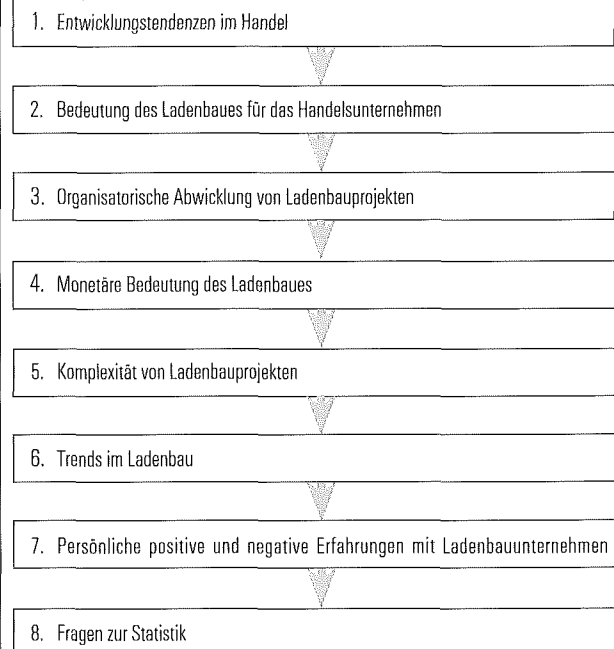 1. Entwicklungstendenzen im Handel
2. Bedeutung des Ladenbaues für das Handelsunternehmen
3. Organisatorische Abwicklung von Ladenbauprojekten
4. Monetäre Bedeutung des Ladenbaues
5. Komplexität von Ladenbauprojekten
6. Trends im Ladenbau
7. Persönliche positive und negative Erfahrungen mit Ladenbauunternehmen
8. Fragen zur Statistik